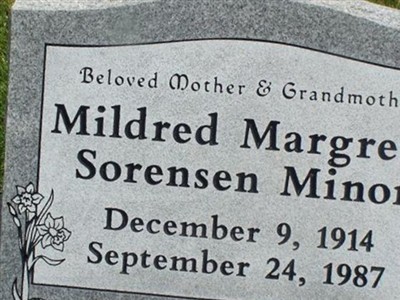 Beloved Mother & Grandmoth
Mildred Margre
Sorensen Minor
December 9, 1914
September 24, 1987